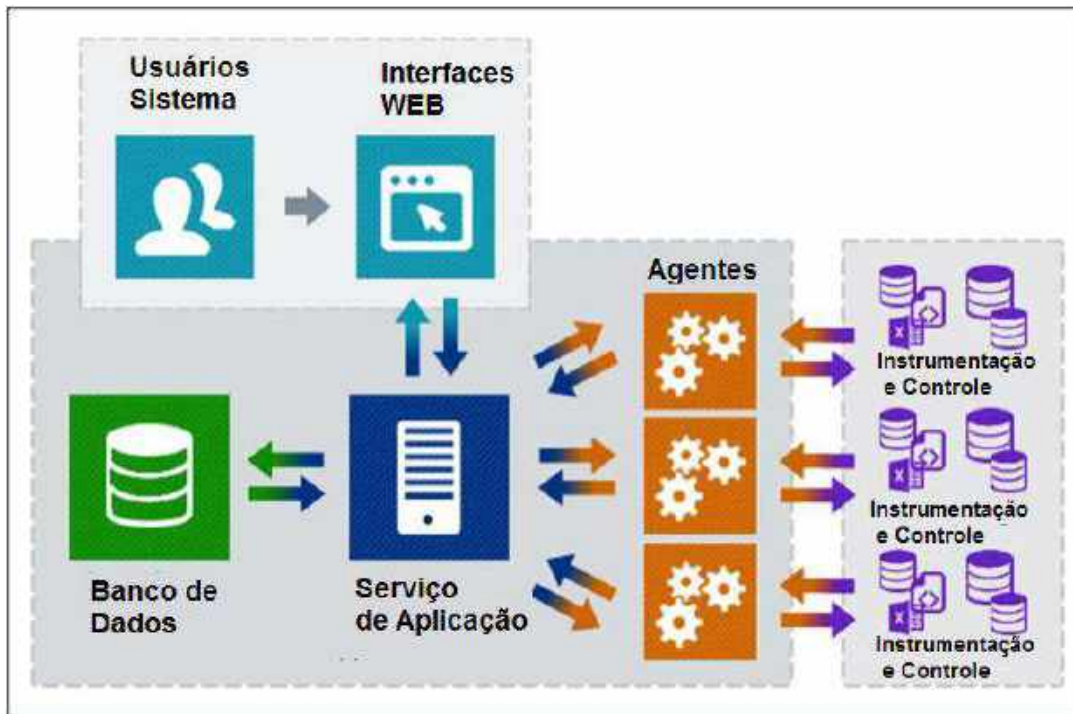 Usuários
Sistema
Interfaces
WEB
Agentes
Instrumentação
e Controle
Instrumentação
e Controle
Instrumentação
e Controle
Banco de
Dados
Serviço
de Aplicação